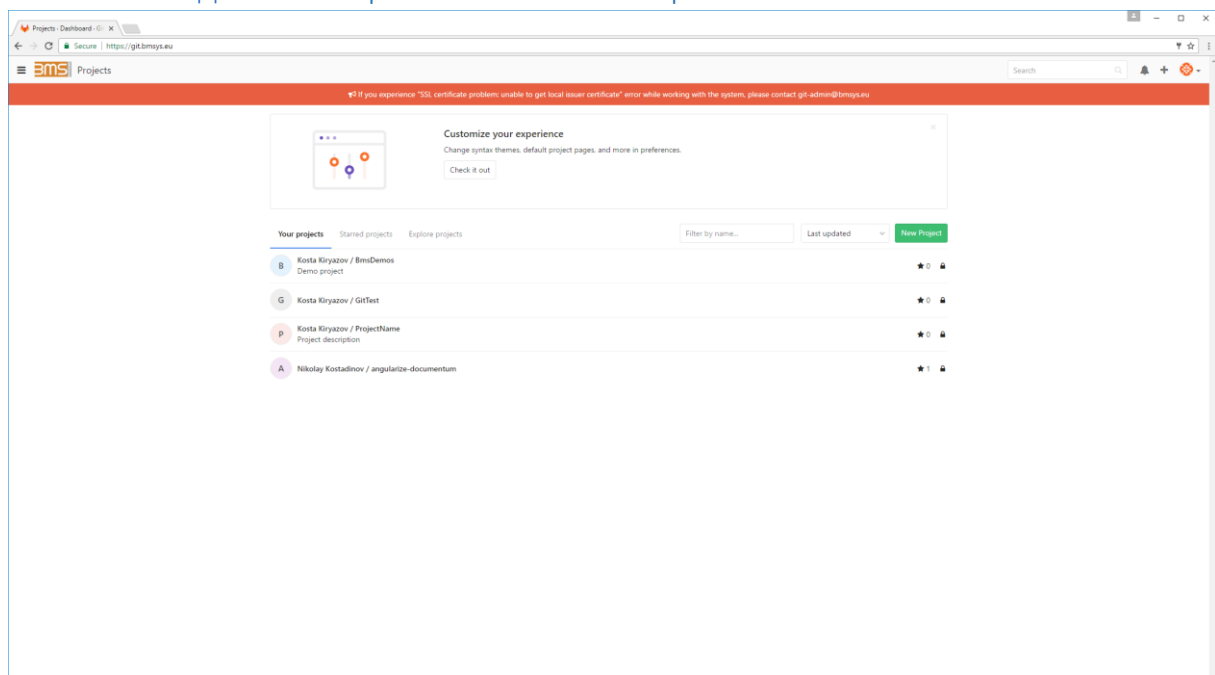 Projects · Dashboard · Gi
Secure | https://git.bmsys.eu
BMS Projects
Search
If you experience "SSL certificate problem: unable to get local issuer certificate" error while working with the system, please contact git-admin@bmsys.eu
Customize your experience
Change syntax themes, default project pages, and more in preferences.
Check it out
Your projects Starred projects Explore projects Filter by name... Last updated New Project
B Kosta Kiryazov / BmsDemos 0
Demo project
G Kosta Kiryazov / GitTest 0
P Kosta Kiryazov / ProjectName 0
Project description
A Nikolay Kostadinov / angularize-documentum 1